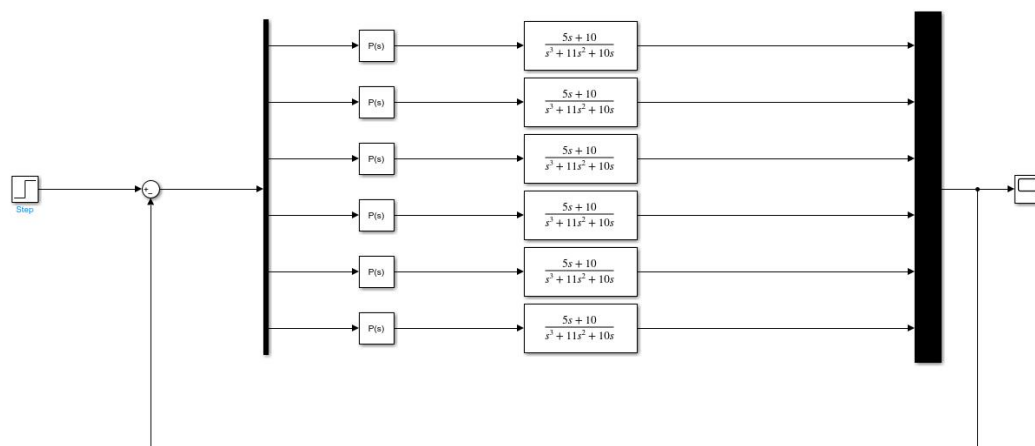 P(s)
5s + 10
s³ + 11s² + 10s
P(s)
5s + 10
s³ + 11s² + 10s
P(s)
5s + 10
s³ + 11s² + 10s
Step
P(s)
5s + 10
s³ + 11s² + 10s
P(s)
5s + 10
s³ + 11s² + 10s
P(s)
5s + 10
s³ + 11s² + 10s